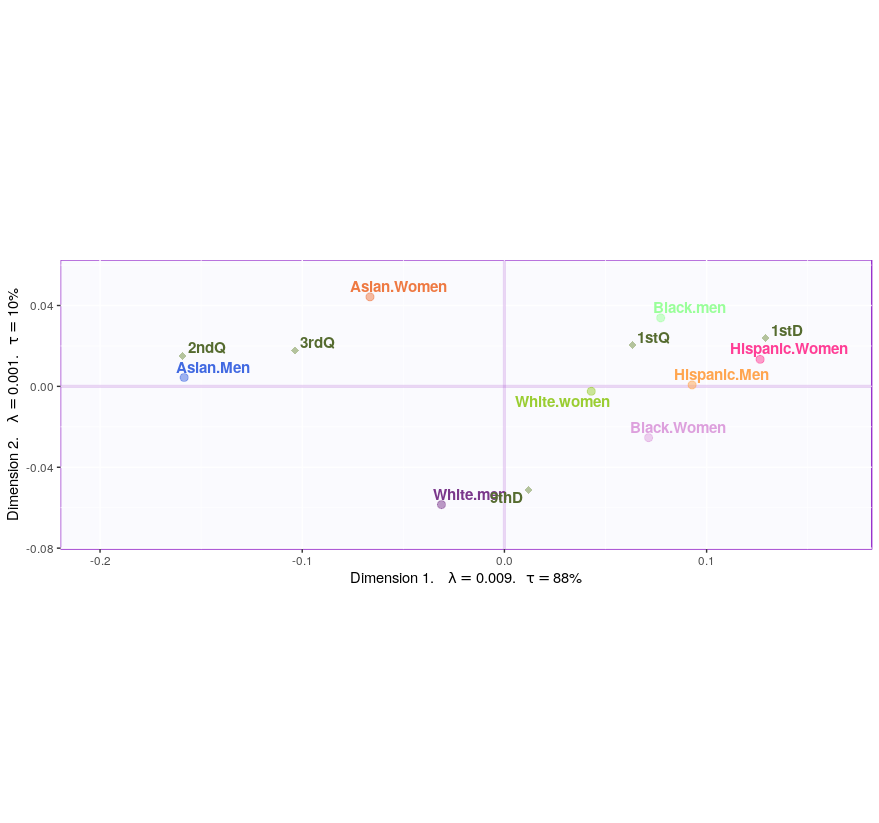 Asian.Women
Black.men
1stD
1stQ
3rdQ
2ndQ
Hispanic.Women
Asian.Men
Hispanic.Men
White.women
Black.Women
White.men
9thD
0.04
0.00
-0.04
-0.08
-0.2
-0.1
0.0
0.1
Dimension 1. λ = 0.009. τ = 88%
Dimension 2. λ = 0.001. τ = 10%